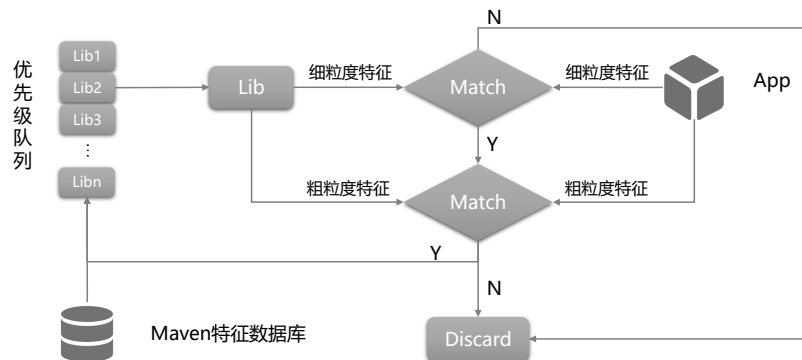 优先级队列
Lib1
Lib2
Lib3
...
Libn
Lib
细粒度特征
Match
细粒度特征
App
N
Y
粗粒度特征
Match
粗粒度特征
Y
N
Maven特征数据库
Discard